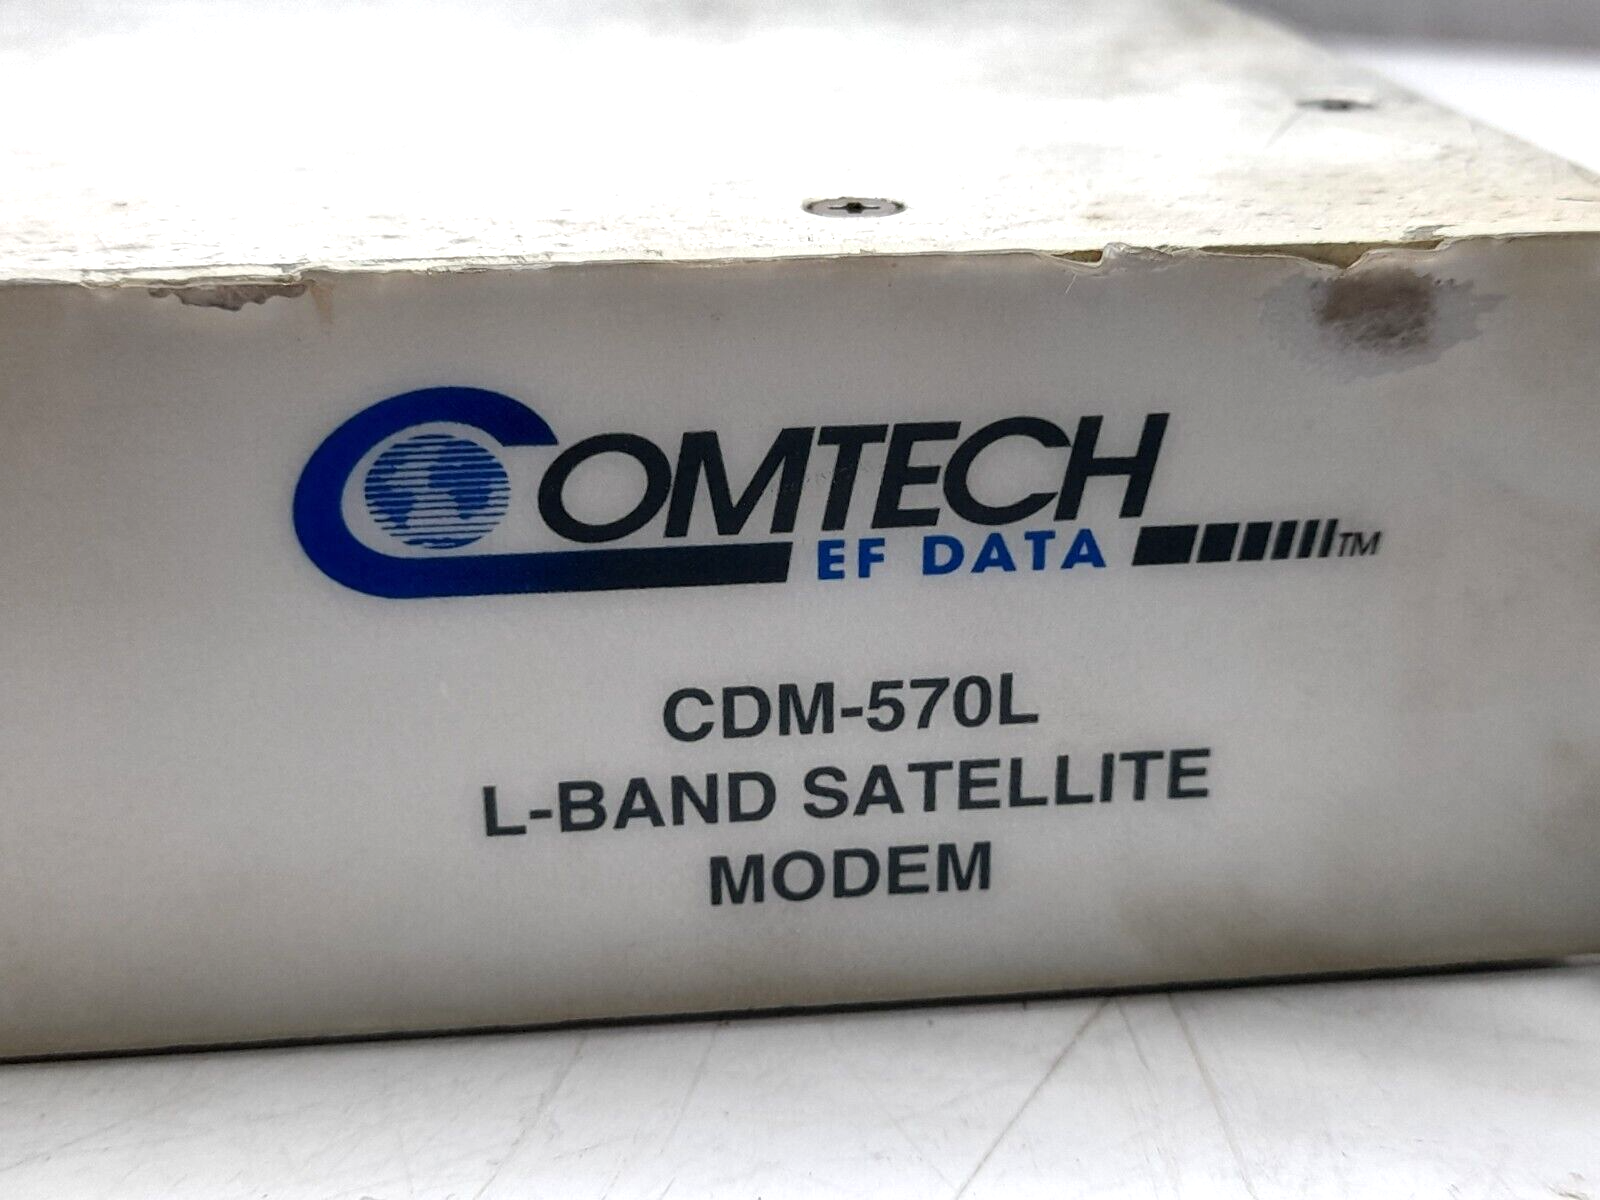 COMTECH
EF DATA TM
CDM-570L
L-BAND SATELLITE
MODEM